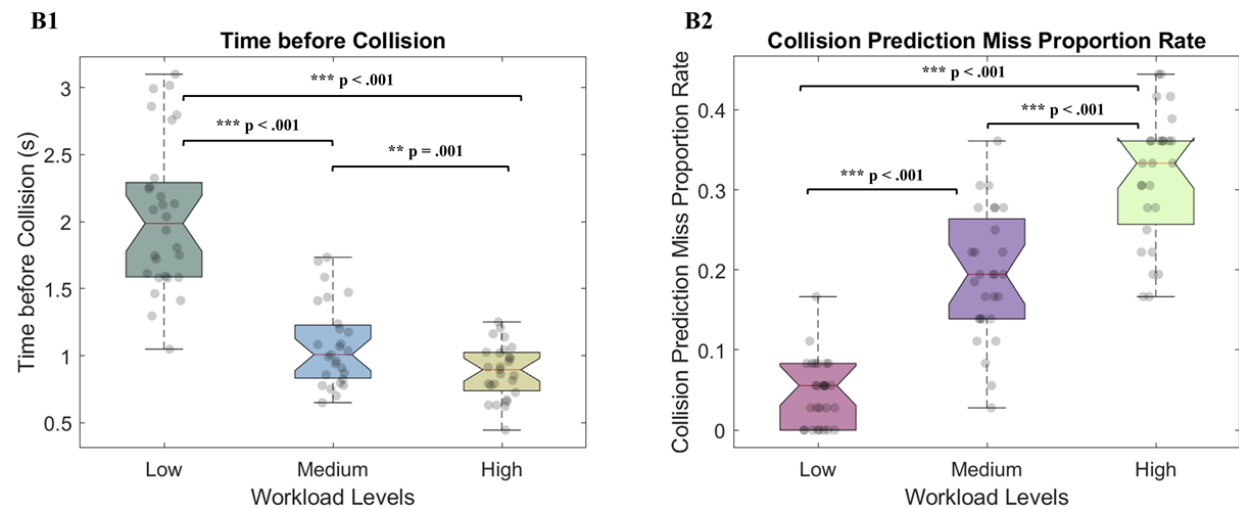 B1
Time before Collision
Time before Collision (s)
3
2.5
2
1.5
1
0.5
*** p < .001
*** p < .001
** p = .001
Low Medium High
Workload Levels
B2
Collision Prediction Miss Proportion Rate
Collision Prediction Miss Proportion Rate
0.4
0.3
0.2
0.1
0
*** p < .001
*** p < .001
*** p < .001
Low Medium High
Workload Levels